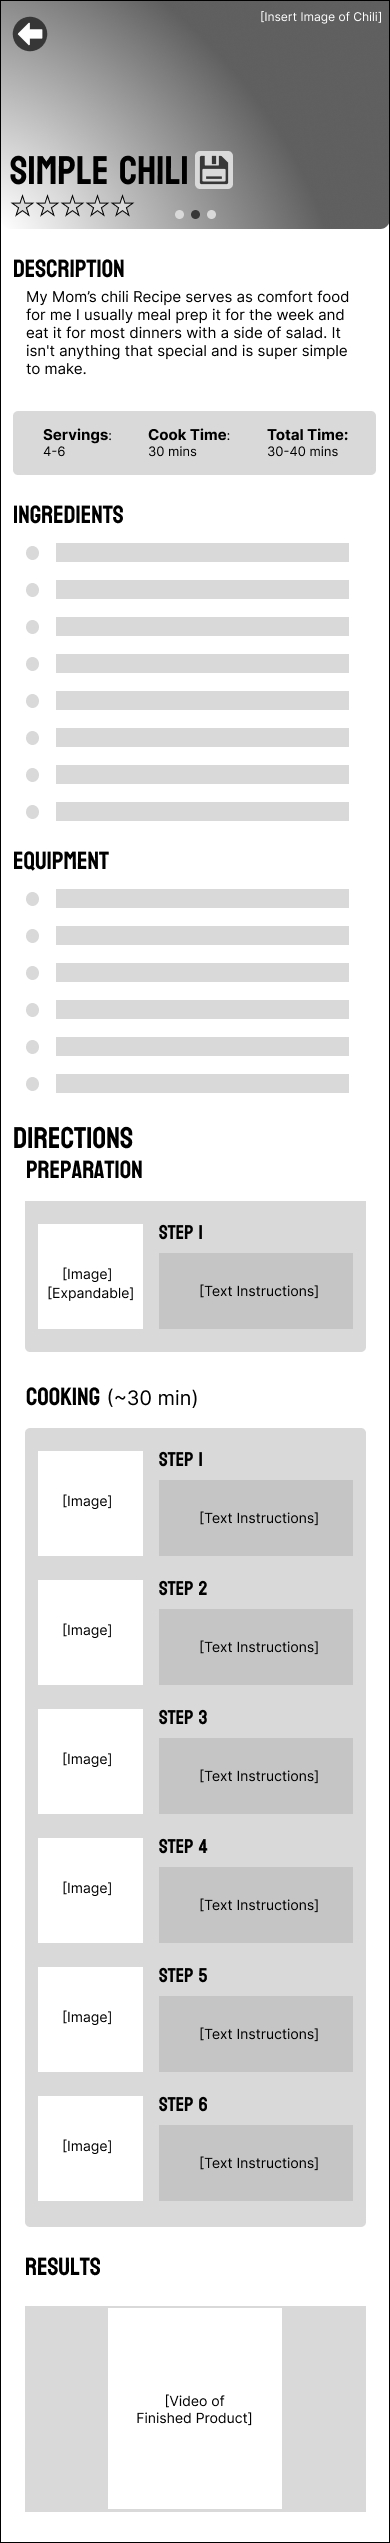 [Insert Image of Chili]
SIMPLE CHILI
DESCRIPTION
My Mom's chili Recipe serves as comfort food
for me I usually meal prep it for the week and
eat it for most dinners with a side of salad. It
isn't anything that special and is super simple
to make.
Servings: Cook Time: Total Time:
4-6 30 mins 30-40 mins
INGREDIENTS
EQUIPMENT
DIRECTIONS
PREPARATION
STEP 1
[Image]
[Expandable]
[Text Instructions]
COOKING (~30 min)
STEP 1
[Image]
[Text Instructions]
STEP 2
[Image]
[Text Instructions]
STEP 3
[Image]
[Text Instructions]
STEP 4
[Image]
[Text Instructions]
STEP 5
[Image]
[Text Instructions]
STEP 6
[Image]
[Text Instructions]
RESULTS
[Video of
Finished Product]